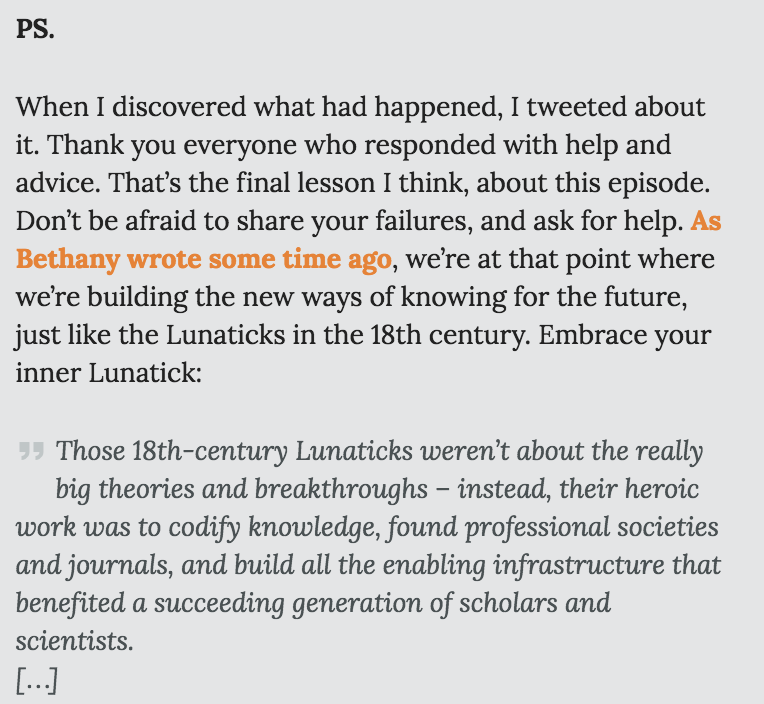 PS.
When I discovered what had happened, I tweeted about
it. Thank you everyone who responded with help and
advice. That’s the final lesson I think, about this episode.
Don’t be afraid to share your failures, and ask for help. As
Bethany wrote some time ago, we’re at that point where
we’re building the new ways of knowing for the future,
just like the Lunaticks in the 18th century. Embrace your
inner Lunatick:
” Those 18th-century Lunaticks weren’t about the really
big theories and breakthroughs – instead, their heroic
work was to codify knowledge, found professional societies
and journals, and build all the enabling infrastructure that
benefited a succeeding generation of scholars and
scientists.
[…]